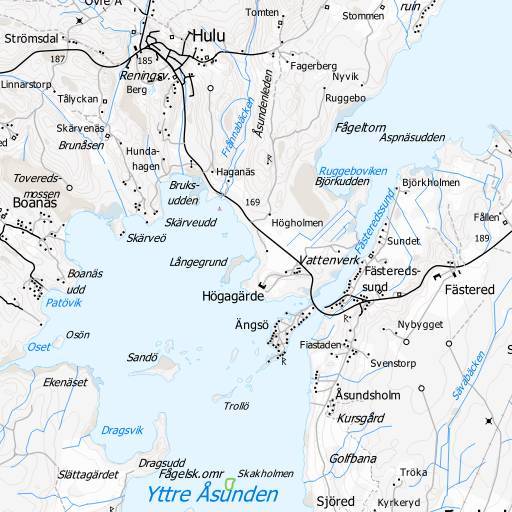 Övre Å
Tomten
ruin
Stommen
Strömsdal
Hulu
187
185
Fagerberg
Reningsv.
Nyvik
Linnarstorp
Berg
Tålyckan
Ruggebo
Åsundenleden
Frännabäcken
Skärvenäs
Fågeltorn
Aspnäsudden
Brunåsen
Hunda-
hagen
Haganäs
Ruggeboviken
Tovereds-
mossen
Bruks-
udden
Björkudden
Björkholmen
Boanäs
169
Fällen
Skärveudd
Högholmen
Fästeredssund
Skärveö
Sundet
189
Långegrund
Vattenverk
Boanäs
udd
Fästereds-
sund
Fästered
Patövik
Högagärde
Ängsö
Osön
Nybygget
Oset
Fiastaden
Sandö
Svenstorp
Sävabäcken
Ekenäset
Åsundsholm
Trollö
Kursgård
Dragsvik
Golfbana
Dragsudd
Slättagärdet
Fågelsk.omr
Skakholmen
Tröka
Yttre Åsunden
Sjöred
Kyrkeryd